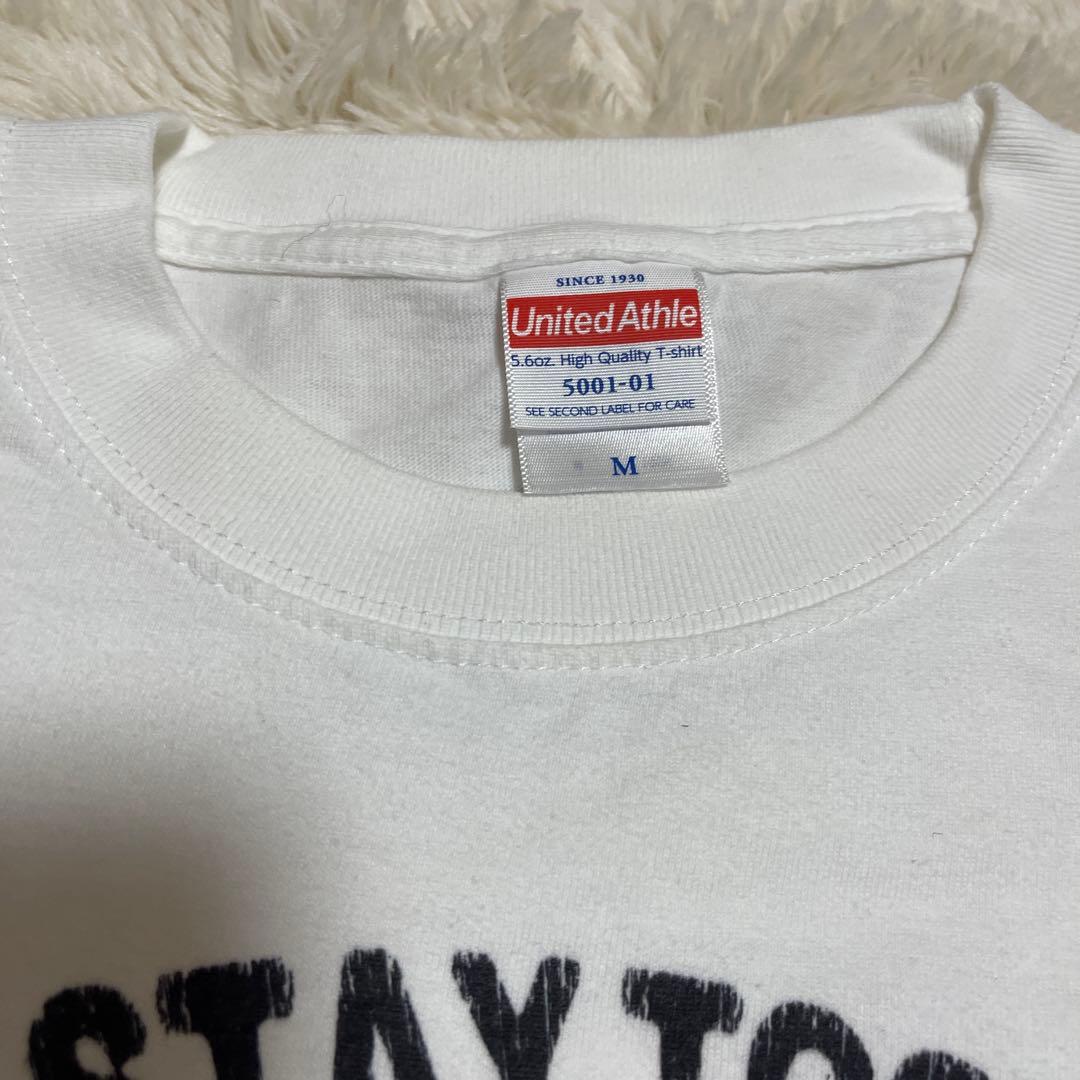 SINCE 1930
United Athle
5.6oz. High Quality T-shirt
5001-01
SEE SECOND LABEL FOR CARE
M
STAY